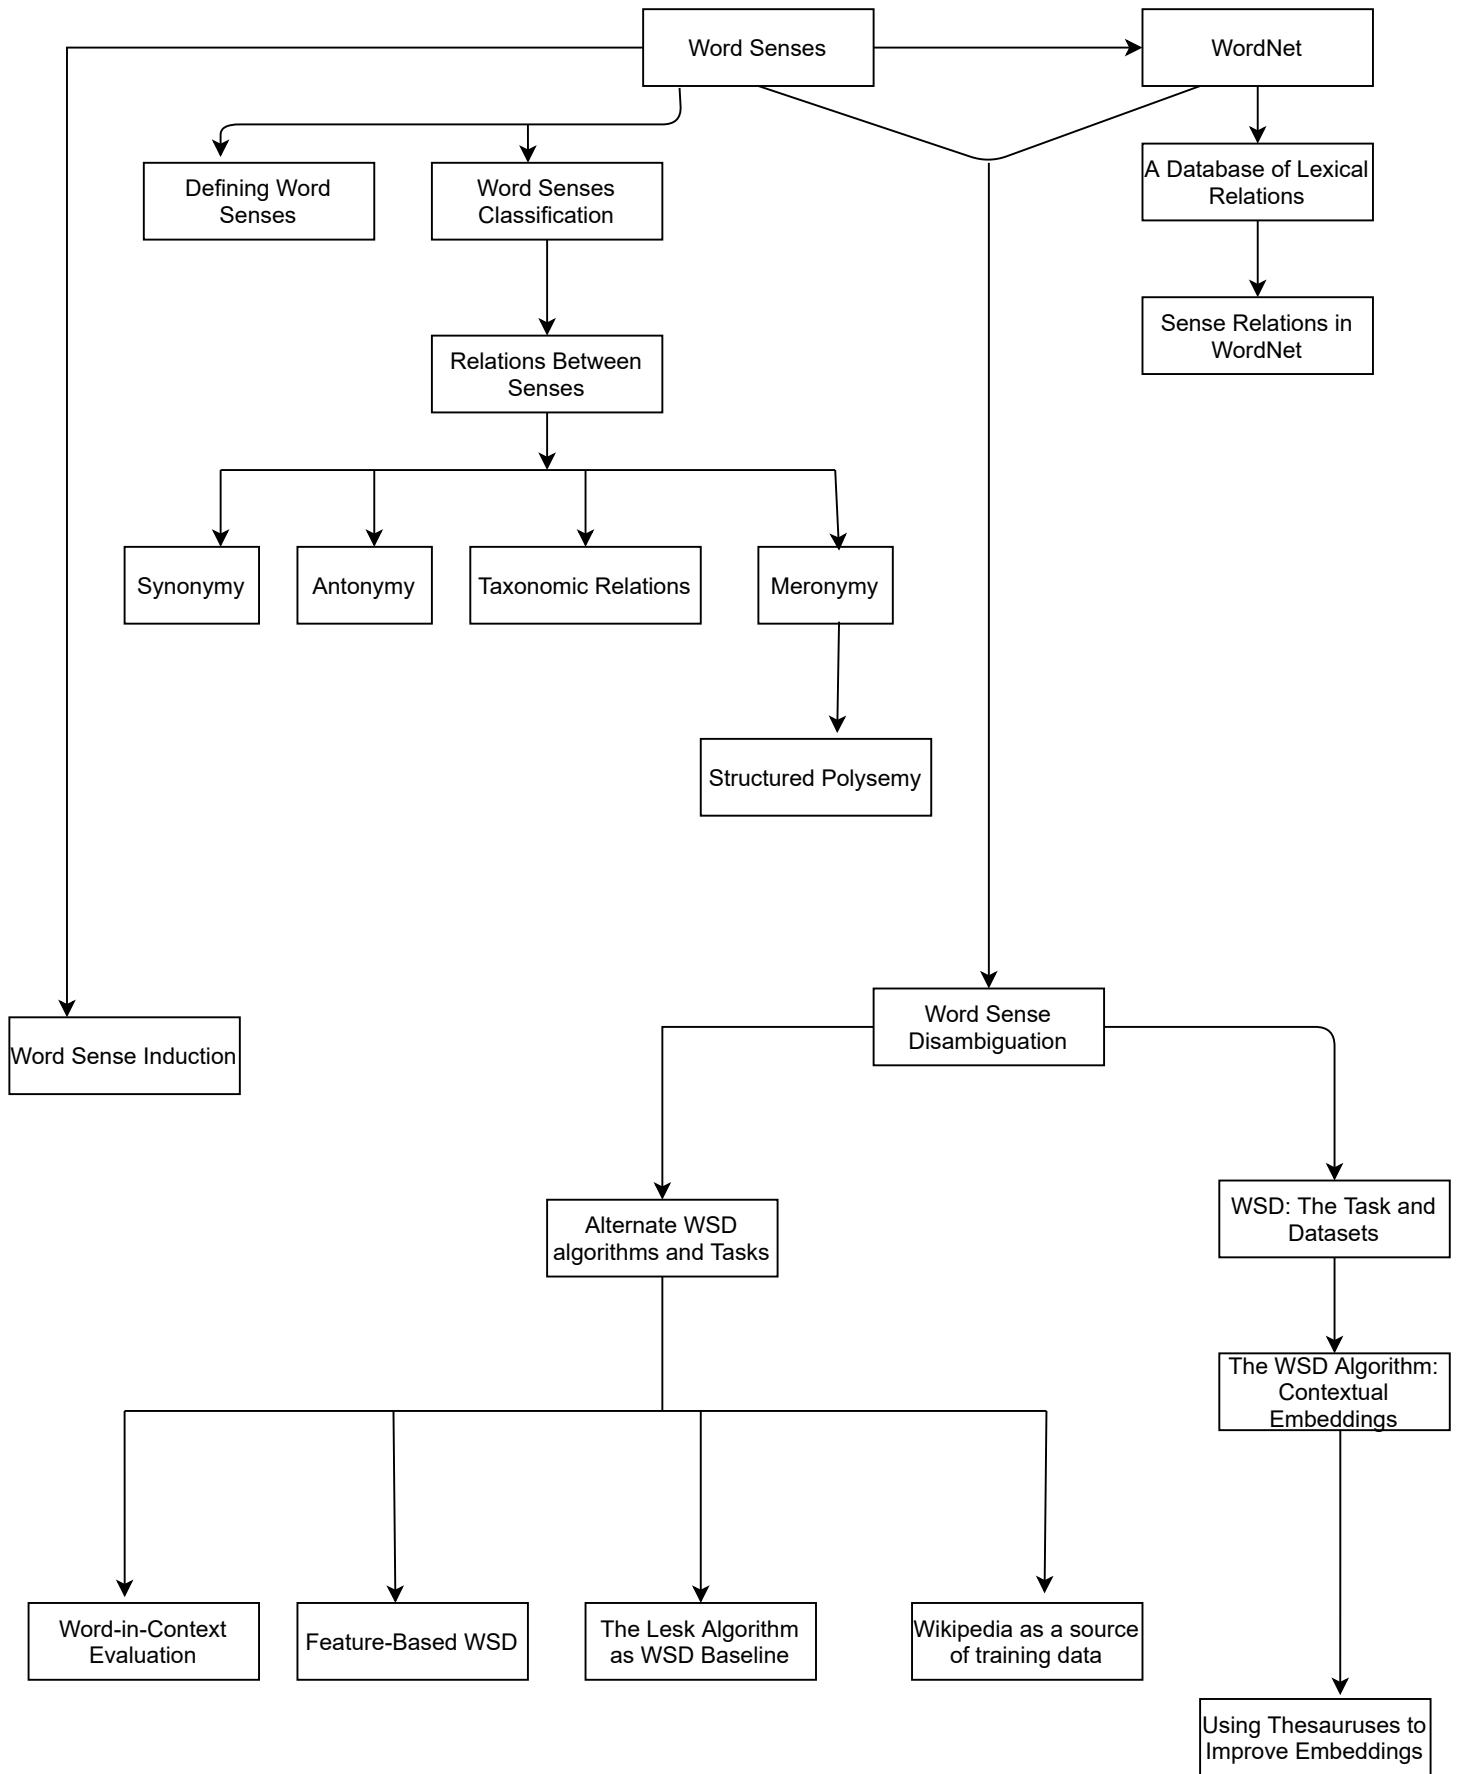 Word Senses
WordNet
Defining Word
Senses
Word Senses
Classification
A Database of Lexical
Relations
Relations Between
Senses
Sense Relations in
WordNet
Synonymy
Antonymy
Taxonomic Relations
Meronymy
Structured Polysemy
Word Sense Induction
Word Sense
Disambiguation
Alternate WSD
algorithms and Tasks
WSD: The Task and
Datasets
The WSD Algorithm:
Contextual
Embeddings
Word-in-Context
Evaluation
Feature-Based WSD
The Lesk Algorithm
as WSD Baseline
Wikipedia as a source
of training data
Using Thesauruses to
Improve Embeddings